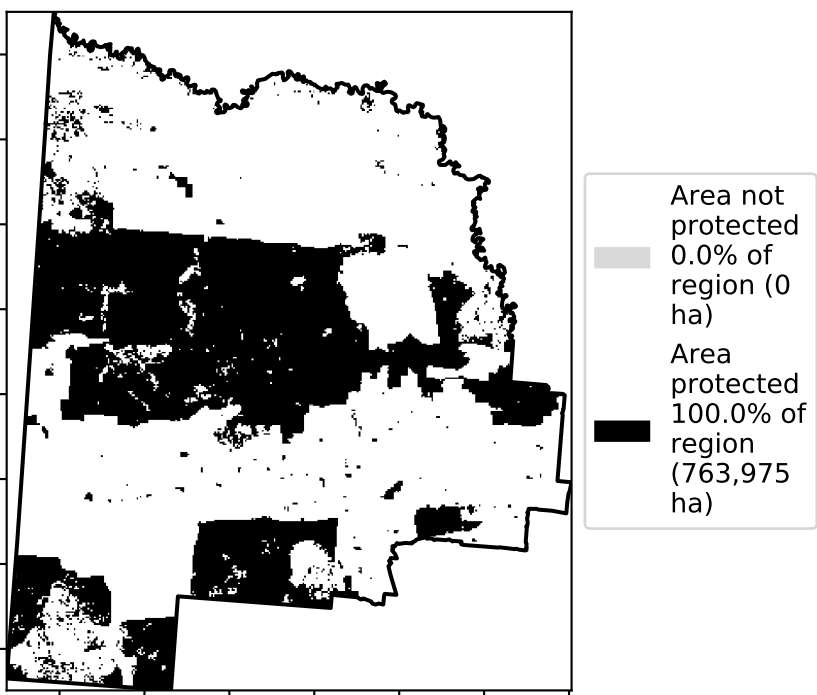 Area not
protected
0.0% of
region (0
ha)
Area
protected
100.0% of
region
(763,975
ha)